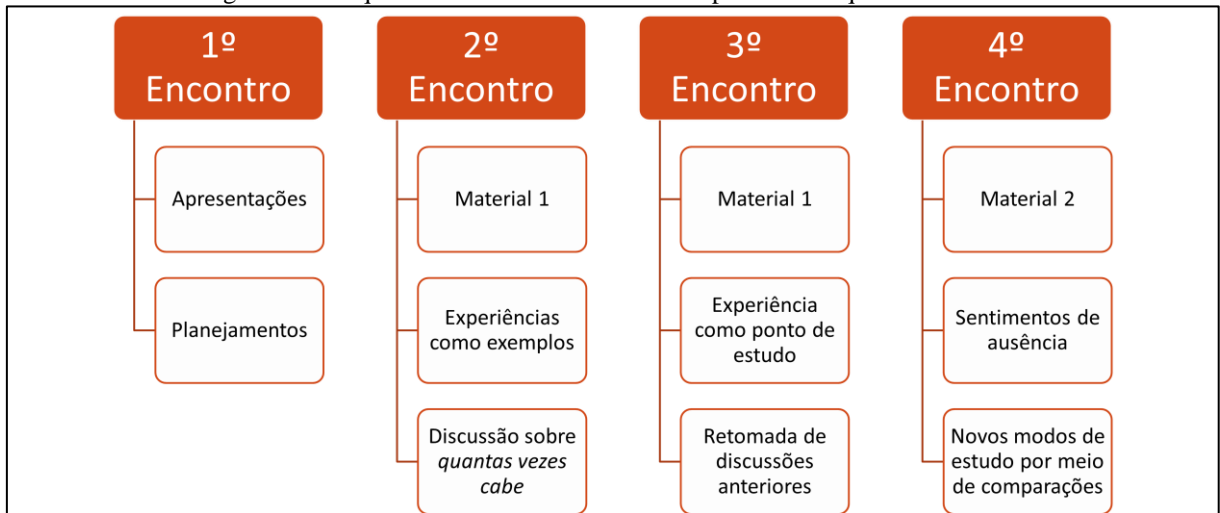 1º
Encontro
Apresentações
Planejamentos
2º
Encontro
Material 1
Experiências
como exemplos
Discussão sobre
quantas vezes
cabe
3º
Encontro
Material 1
Experiência
como ponto de
estudo
Retomada de
discussões
anteriores
4º
Encontro
Material 2
Sentimentos de
ausência
Novos modos de
estudo por meio
de comparações